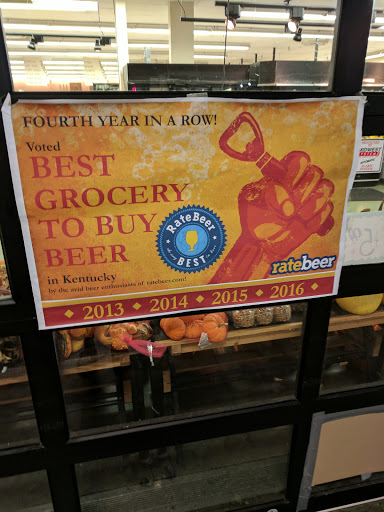 FOURTH YEAR IN A ROW!
Voted
BEST
GROCERY
TO BUY
BEER
in Kentucky
by the avid beer enthusiasts of ratebeer.com!
RateBeer
BEST
ratebeer
2013 ◆ 2014 ◆ 2015 ◆ 2016